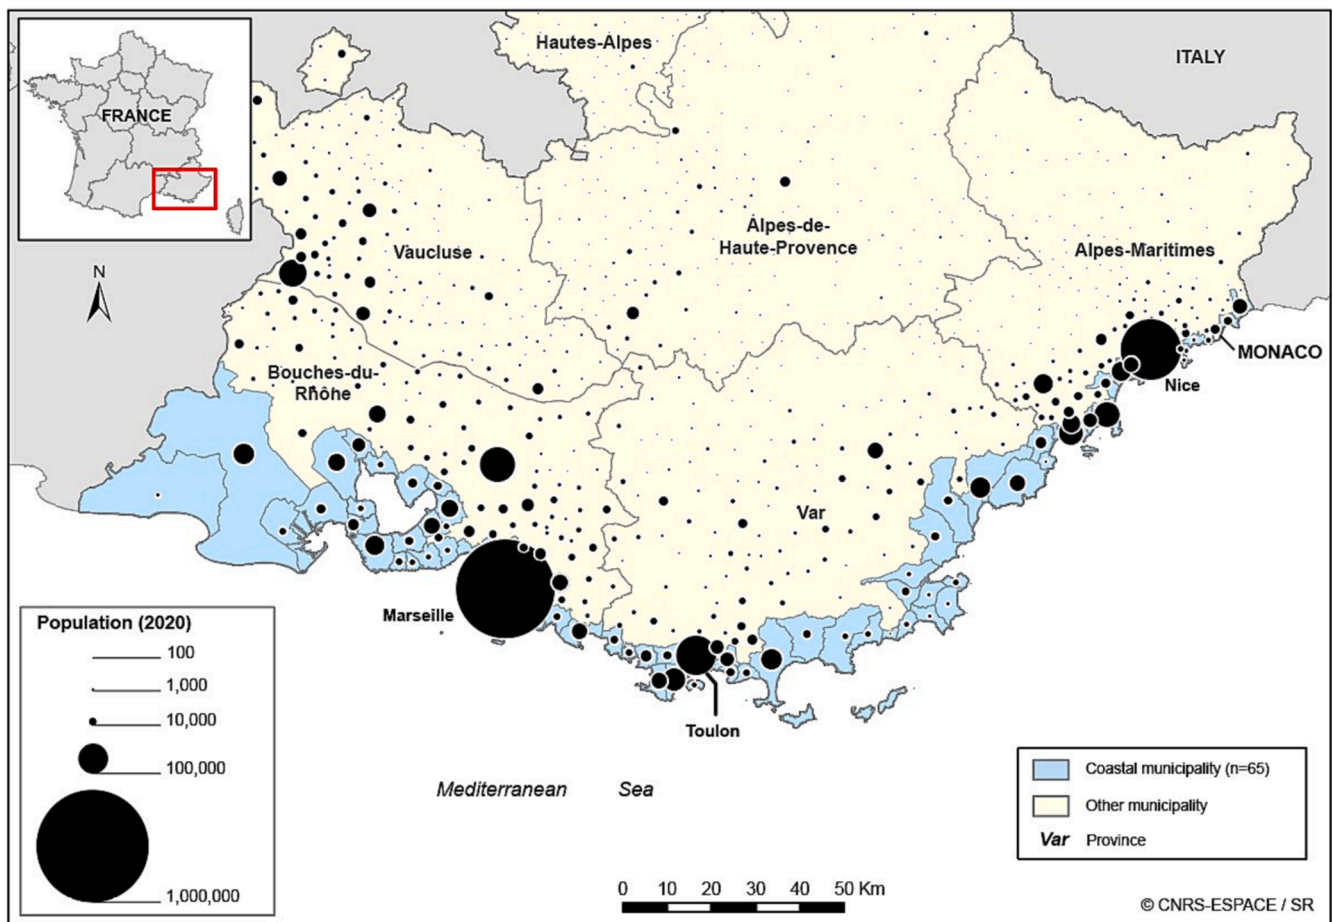 FRANCE
Hautes-Alpes
ITALY
Alpes-de-
Haute-Provence
Vaucluse
Alpes-Maritimes
N
MONACO
Bouches-du-
Rhône
Nice
Var
Marseille
Population (2020)
100
1,000
10,000
100,000
1,000,000
Toulon
Mediterranean Sea
Coastal municipality (n=65)
Other municipality
Var Province
0 10 20 30 40 50 Km
© CNRS-ESPACE / SR